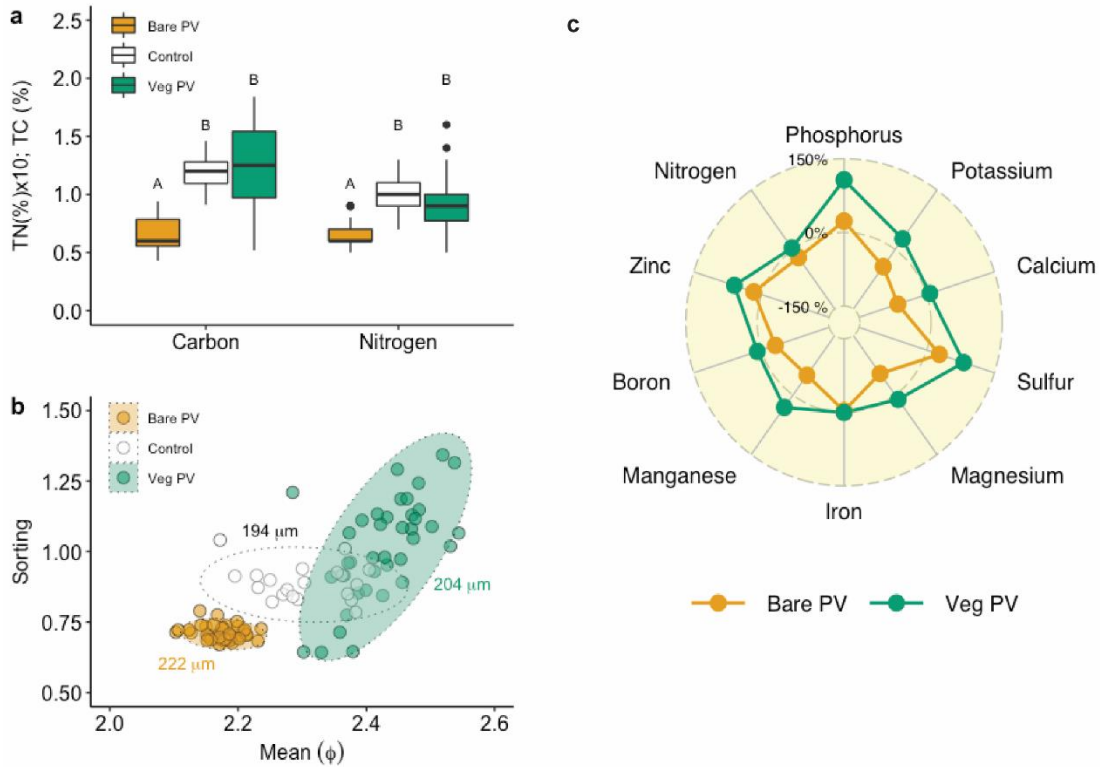 a
TN(%)x10; TC (%)
2.5
2.0
1.5
1.0
0.5
0.0
Bare PV
Control
Veg PV
A
B
B
A
B
B
Carbon
Nitrogen
b
Sorting
1.50
1.25
1.00
0.75
0.50
Bare PV
Control
Veg PV
194 μm
204 μm
222 μm
2.0
2.2
2.4
2.6
Mean (ϕ)
c
Phosphorus
Potassium
Calcium
Sulfur
Magnesium
Iron
Manganese
Boron
Zinc
Nitrogen
150%
0%
-150 %
Bare PV
Veg PV